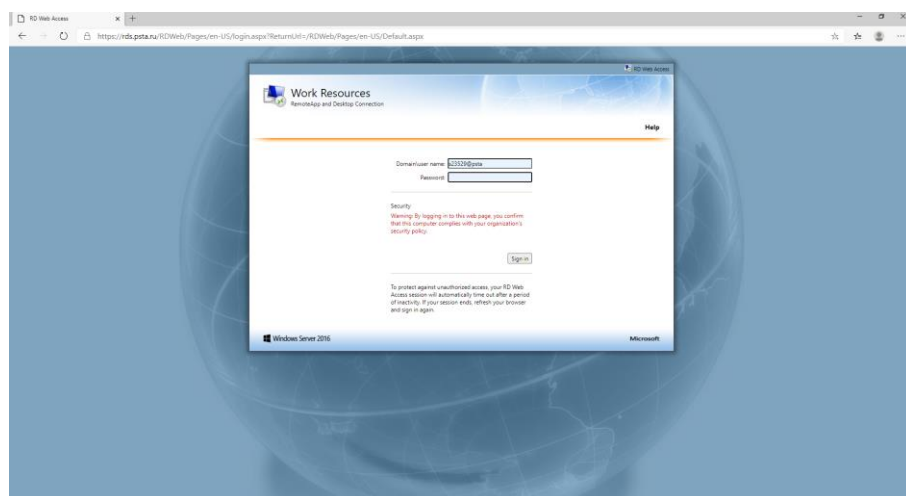 RD Web Access
https://rds.psta.ru/RDWeb/Pages/en-US/login.aspx?ReturnUrl=/RDWeb/Pages/en-US/Default.aspx
RD Web Access
Work Resources
RemoteApp and Desktop Connection
Help
Domain\user name:
Password:
Security
Warning: By logging in to this web page, you confirm
that this computer complies with your organization's
security policy.
Sign in
To protect against unauthorized access, your RD Web
Access session will automatically time out after a period
of inactivity. If your session ends, refresh your browser
and sign in again.
Windows Server 2016
Microsoft